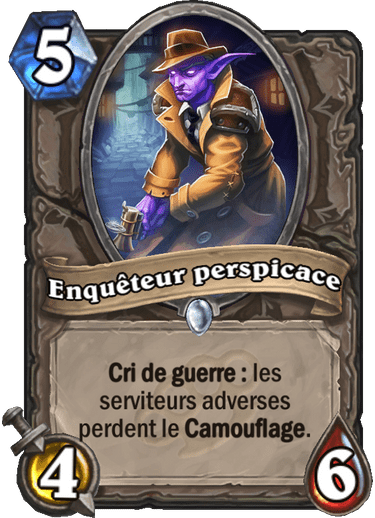 5
Enquêteur perspicace
Cri de guerre : les
serviteurs adverses
perdent le Camouflage.
4
6